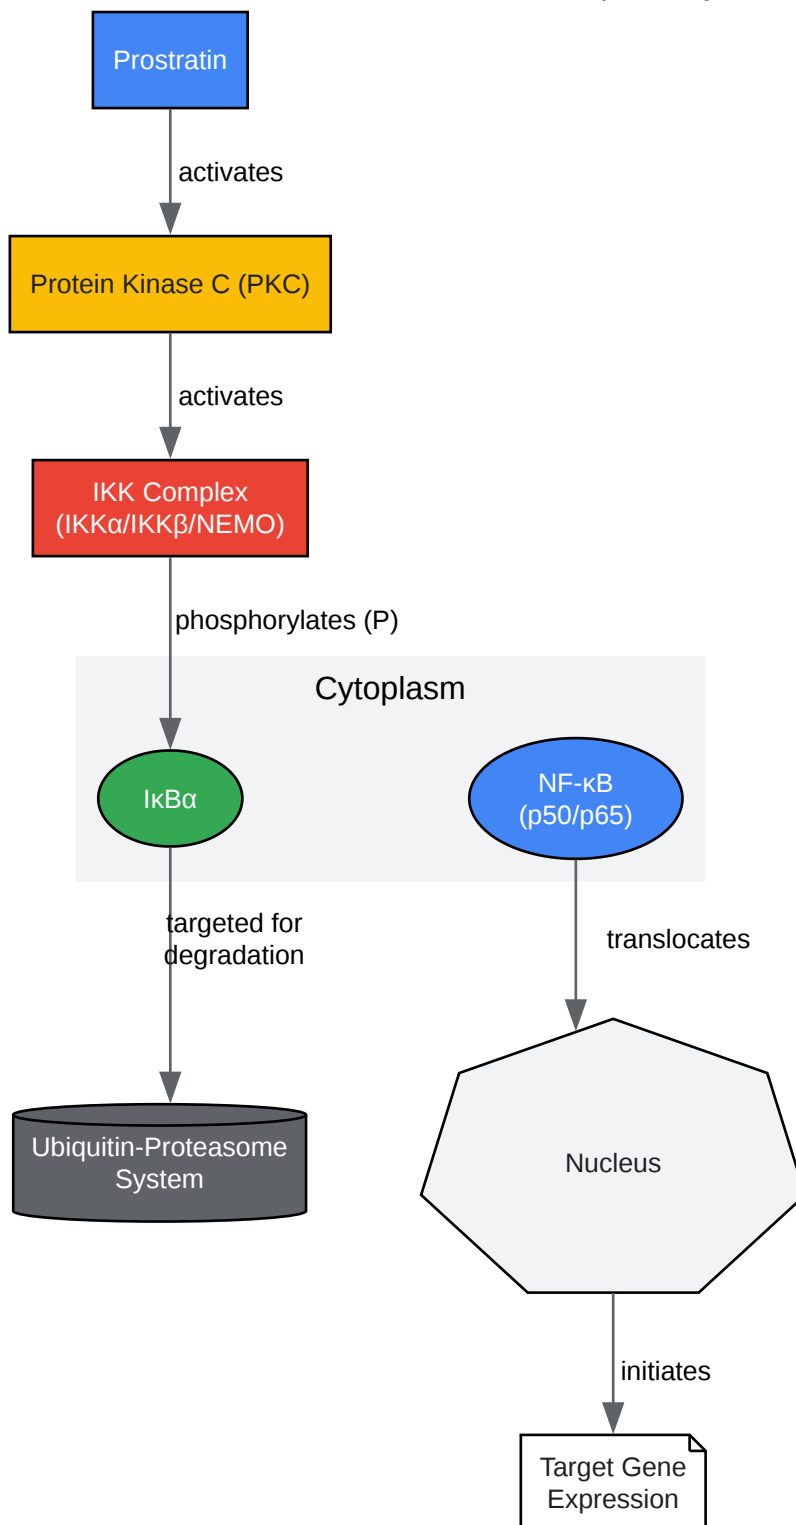 Prostratin
activates
Protein Kinase C (PKC)
activates
IKK Complex
(IKKα/IKKβ/NEMO)
phosphorylates (P)
Cytoplasm
IκBα
NF-κB
(p50/p65)
targeted for
degradation
translocates
Ubiquitin-Proteasome
System
Nucleus
initiates
Target Gene
Expression